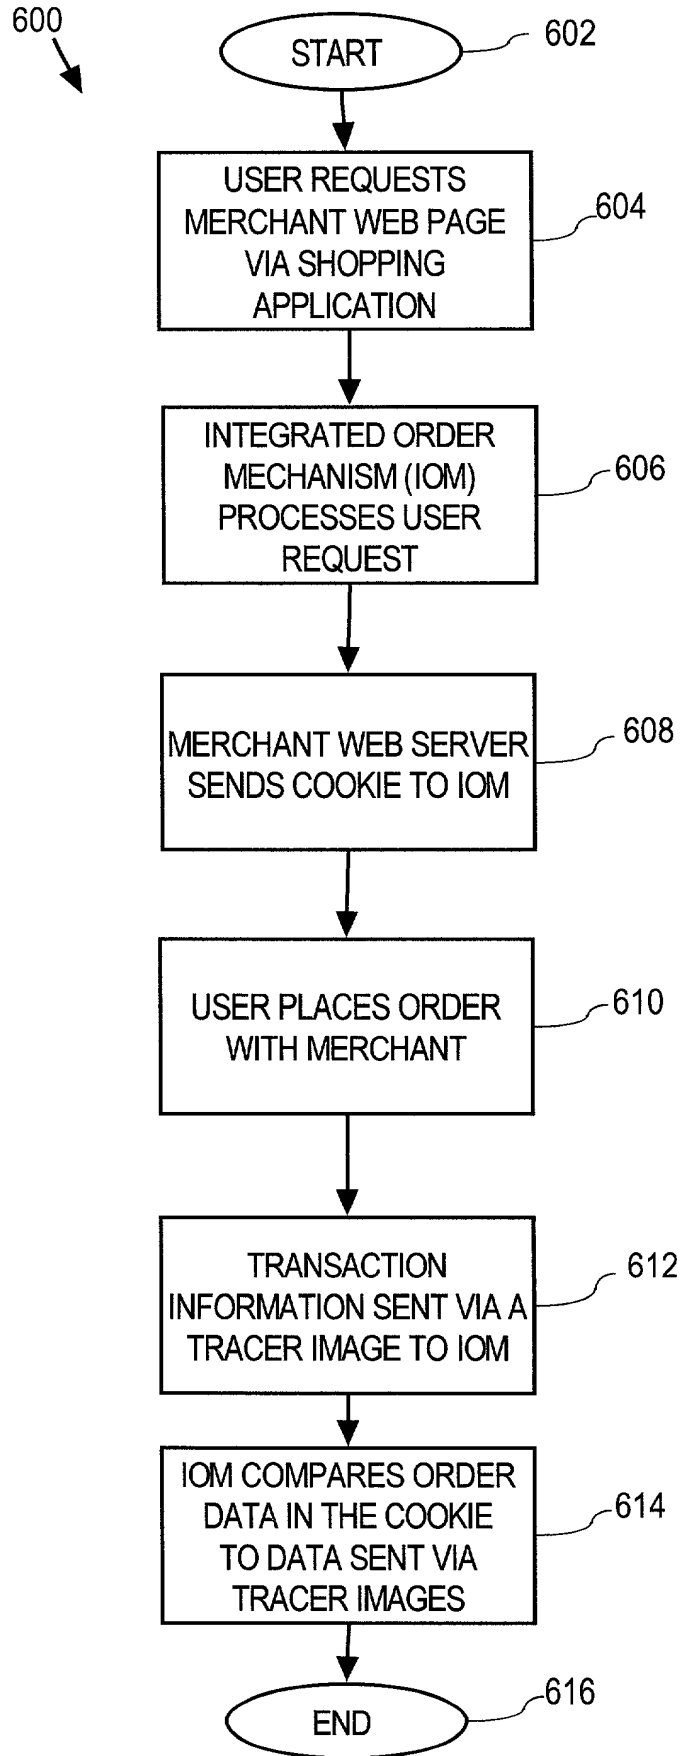 600
START
602
USER REQUESTS
MERCHANT WEB PAGE
VIA SHOPPING
APPLICATION
604
INTEGRATED ORDER
MECHANISM (IOM)
PROCESSES USER
REQUEST
606
MERCHANT WEB SERVER
SENDS COOKIE TO IOM
608
USER PLACES ORDER
WITH MERCHANT
610
TRANSACTION
INFORMATION SENT VIA A
TRACER IMAGE TO IOM
612
IOM COMPARES ORDER
DATA IN THE COOKIE
TO DATA SENT VIA
TRACER IMAGES
614
END
616